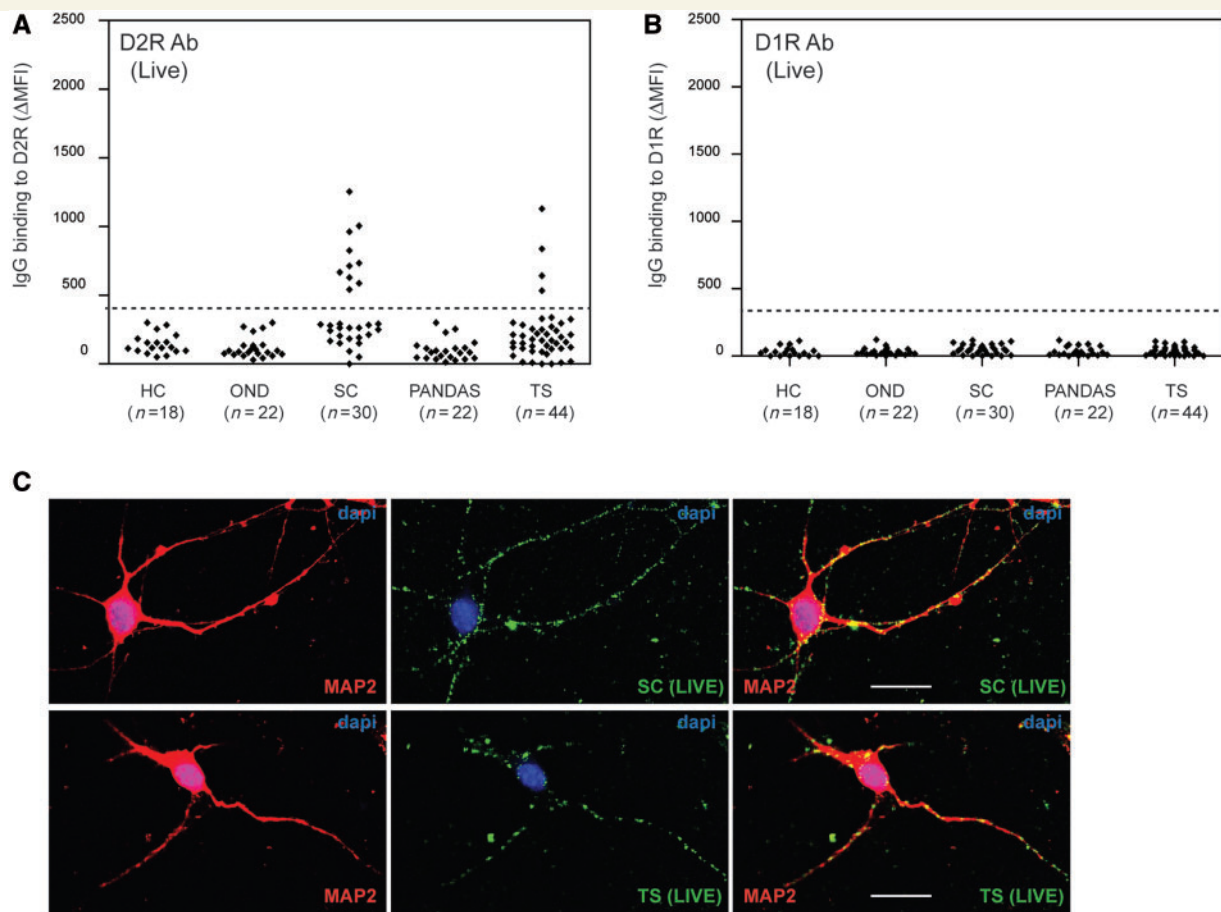 A
D2R Ab
(Live)
IgG binding to D2R (ΔMFI)
2500
2000
1500
1000
500
0
HC
(n=18)
OND
(n=22)
SC
(n=30)
PANDAS
(n=22)
TS
(n=44)
B
D1R Ab
(Live)
IgG binding to D1R (ΔMFI)
2500
2000
1500
1000
500
0
HC
(n=18)
OND
(n=22)
SC
(n=30)
PANDAS
(n=22)
TS
(n=44)
C
dapi
MAP2
dapi
SC (LIVE)
dapi
MAP2 SC (LIVE)
dapi
MAP2
dapi
TS (LIVE)
dapi
MAP2 TS (LIVE)